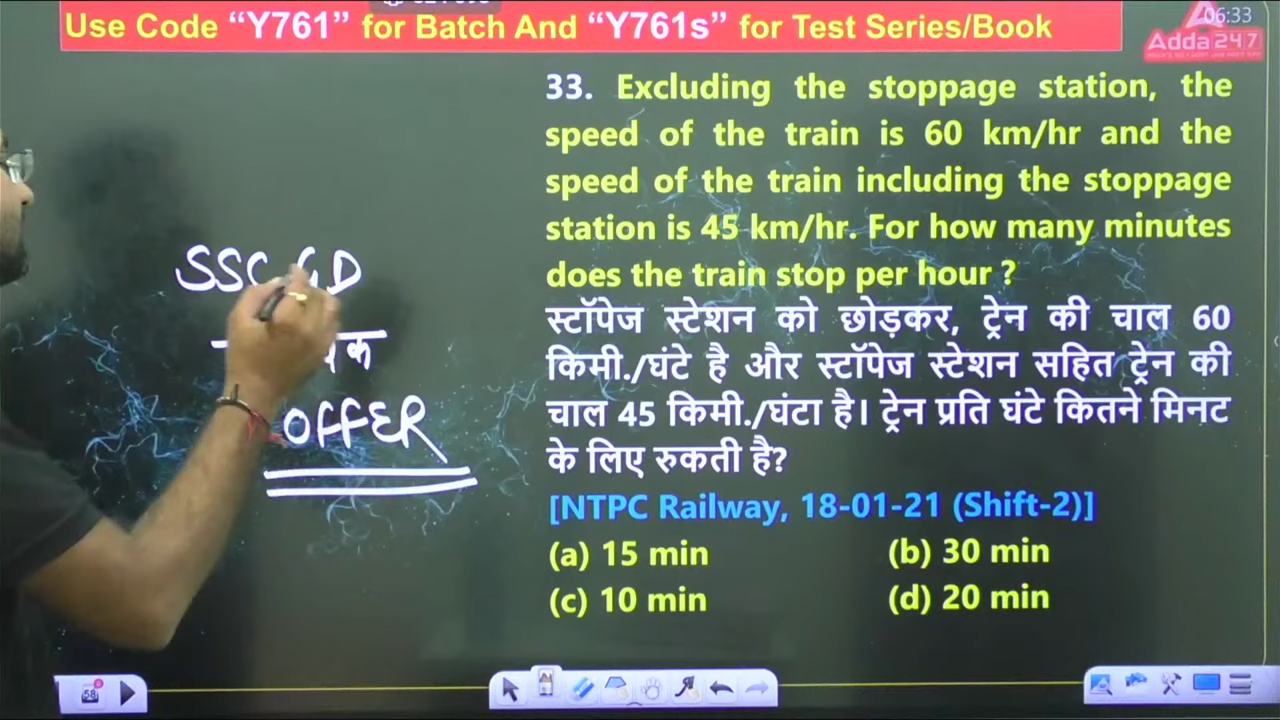 Use Code “Y761” for Batch And “Y761s” for Test Series/Book
06:33
Adda 247
33. Excluding the stoppage station, the
speed of the train is 60 km/hr and the
speed of the train including the stoppage
station is 45 km/hr. For how many minutes
does the train stop per hour ?
स्टॉपेज स्टेशन को छोड़कर, ट्रेन की चाल 60
किमी./घंटे है और स्टॉपेज स्टेशन सहित ट्रेन की
चाल 45 किमी./घंटा है। ट्रेन प्रति घंटे कितने मिनट
के लिए रुकती है?
[NTPC Railway, 18-01-21 (Shift-2)]
(a) 15 min (b) 30 min
(c) 10 min (d) 20 min
SSC GD
OFFER
58